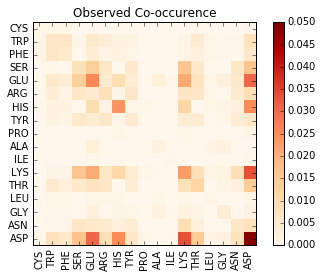 Observed Co-occurence
CYS
TRP
PHE
SER
GLU
ARG
HIS
TYR
PRO
ALA
ILE
LYS
THR
LEU
GLY
ASN
ASP
CYS TRP PHE SER GLU ARG HIS TYR PRO ALA ILE LYS THR LEU GLY ASN ASP
0.050
0.045
0.040
0.035
0.030
0.025
0.020
0.015
0.010
0.005
0.000